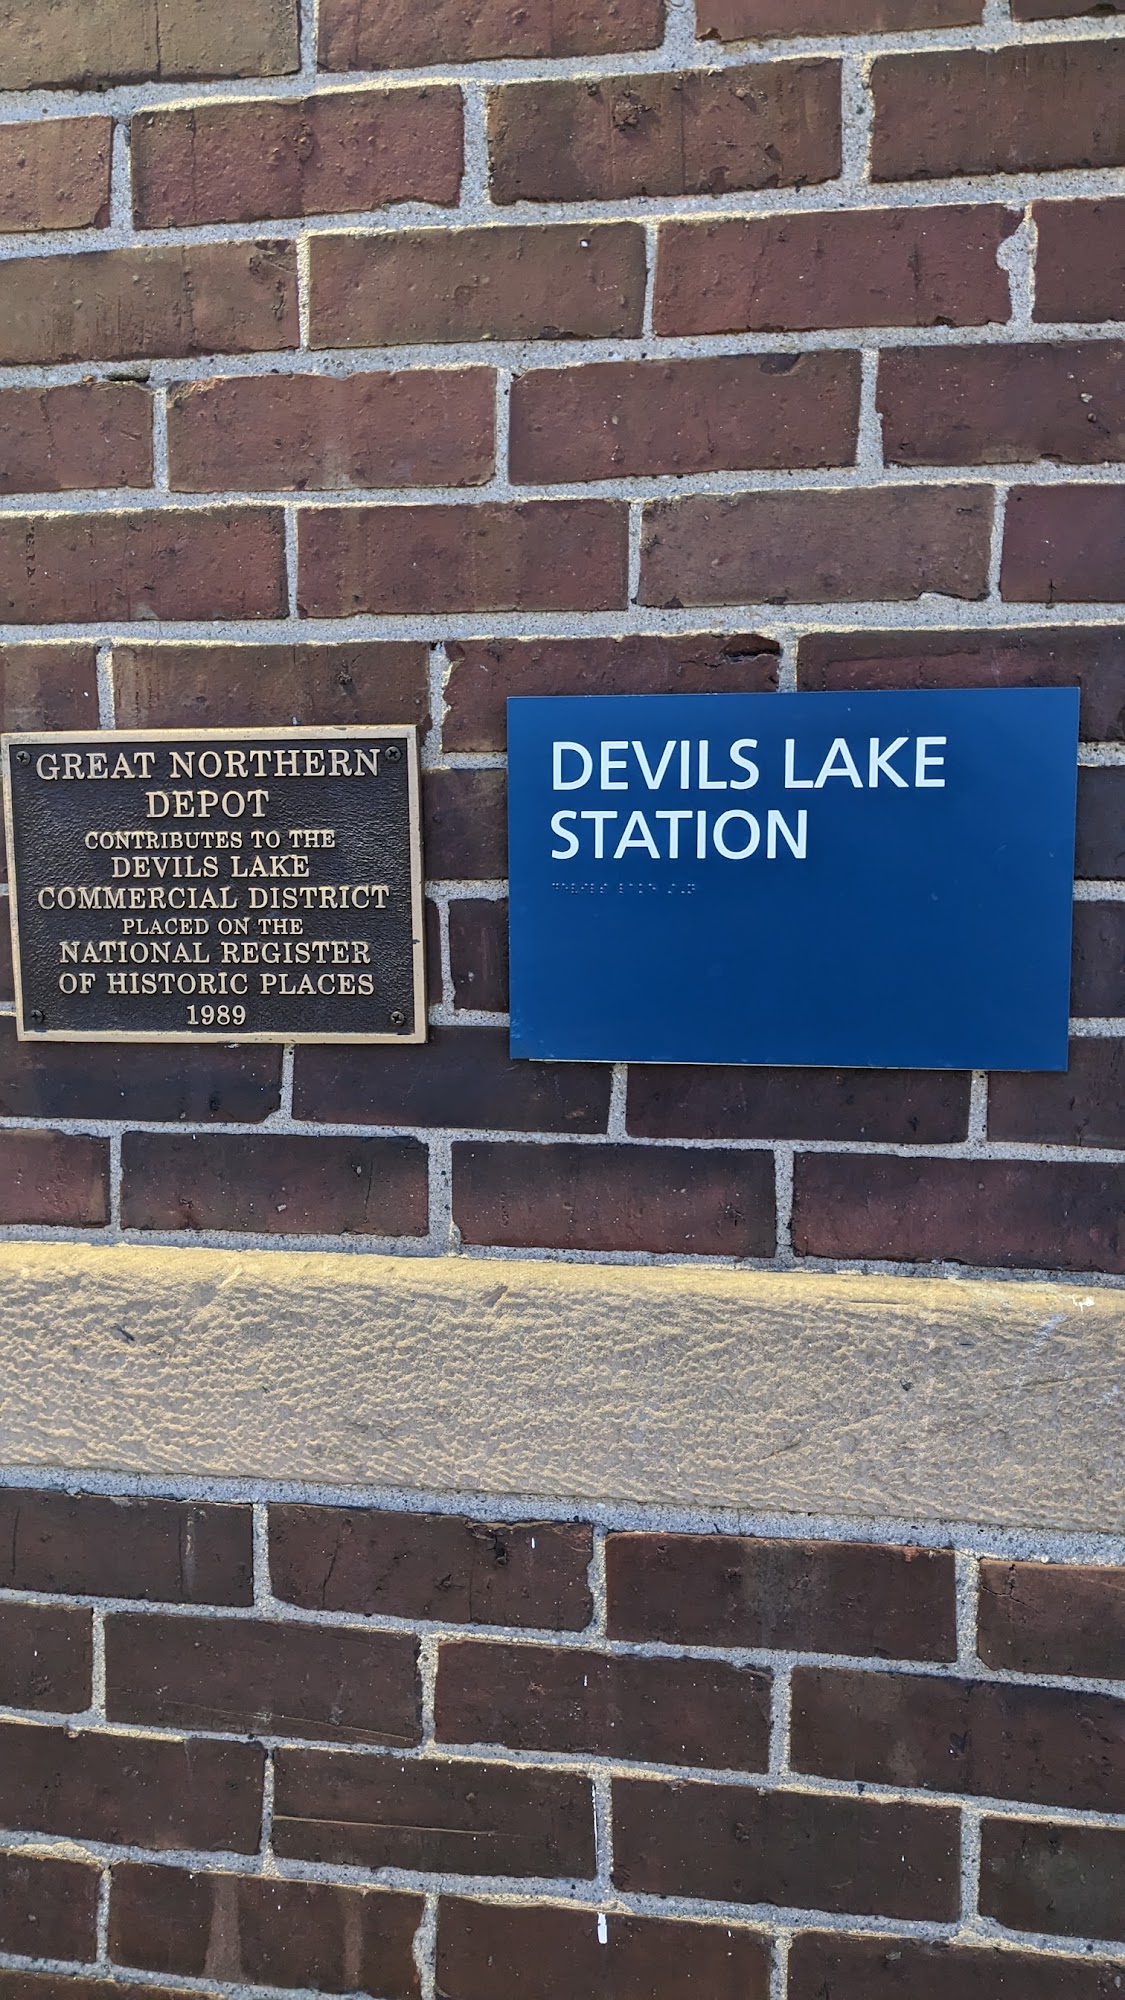 GREAT NORTHERN
DEPOT
CONTRIBUTES TO THE
DEVILS LAKE
COMMERCIAL DISTRICT
PLACED ON THE
NATIONAL REGISTER
OF HISTORIC PLACES
1989
DEVILS LAKE
STATION